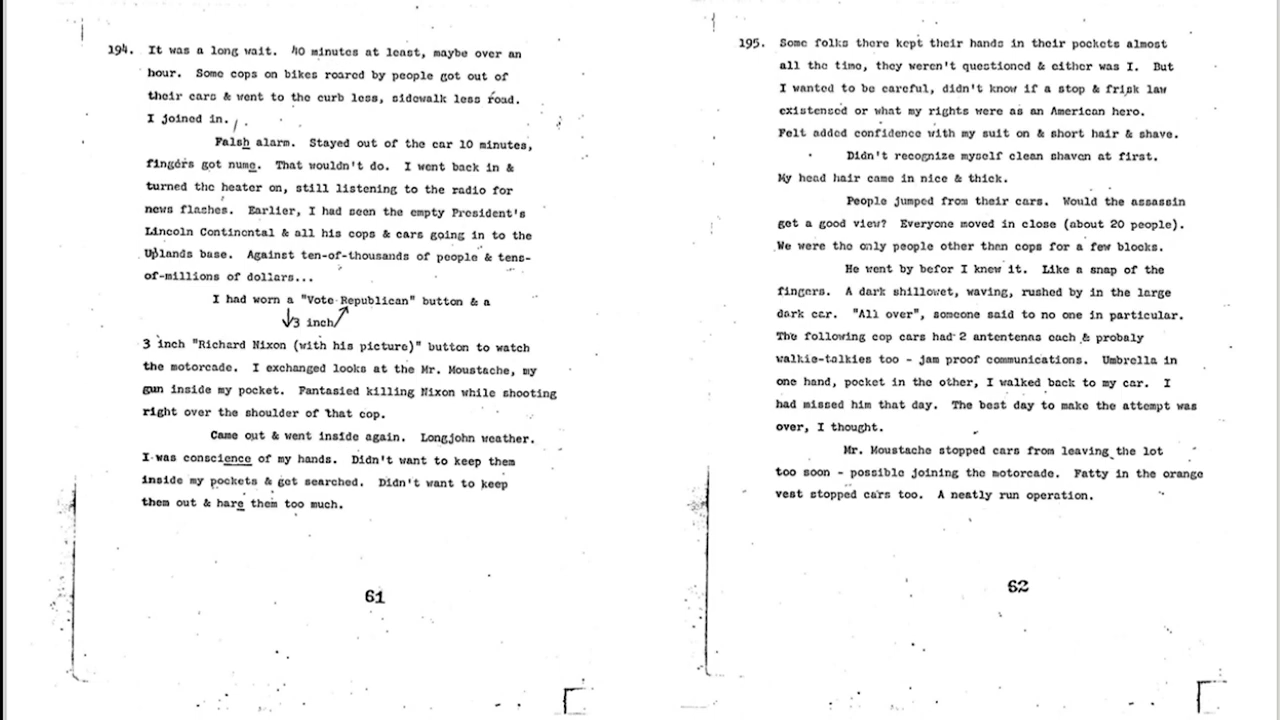 194. It was a long wait. 40 minutes at least, maybe over an
hour. Some cops on bikes roared by people got out of
their cars & went to the curb less, sidewalk less road.
I joined in.
Falsh alarm. Stayed out of the car 10 minutes,
fingers got nume. That wouldn't do. I went back in &
turned the heater on, still listening to the radio for
news flashes. Earlier, I had seen the empty President's
Lincoln Continental & all his cops & cars going in to the
Uplands base. Against ten-of-thousands of people & tens-
of-millions of dollars...
I had worn a "Vote Republican" button & a
3 inch
3 inch "Richard Nixon (with his picture)" button to watch
the motorcade. I exchanged looks at the Mr. Moustache, my
gun inside my pocket. Fantasied killing Nixon while shooting
right over the shoulder of that cop.
Came out & went inside again. Longjohn weather.
I was conscience of my hands. Didn't want to keep them
inside my pockets & get searched. Didn't want to keep
them out & hare them too much.
61
195. Some folks there kept their hands in their pockets almost
all the time, they weren't questioned & either was I. But
I wanted to be careful, didn't know if a stop & frisk law
existensed or what my rights were as an American hero.
Felt added confidence with my suit on & short hair & shave.
Didn't recognize myself clean shaven at first.
My head hair came in nice & thick.
People jumped from their cars. Would the assassin
get a good view? Everyone moved in close (about 20 people).
We were the only people other then cops for a few blocks.
He went by befor I knew it. Like a snap of the
fingers. A dark shillowet, waving, rushed by in the large
dark car. "All over", someone said to no one in particular.
The following cop cars had 2 antentenas each & probaly
walkie-talkies too - jam proof communications. Umbrella in
one hand, pocket in the other, I walked back to my car. I
had missed him that day. The best day to make the attempt was
over, I thought.
Mr. Moustache stopped cars from leaving the lot
too soon - possible joining the motorcade. Fatty in the orange
vest stopped cars too. A neatly run operation.
62